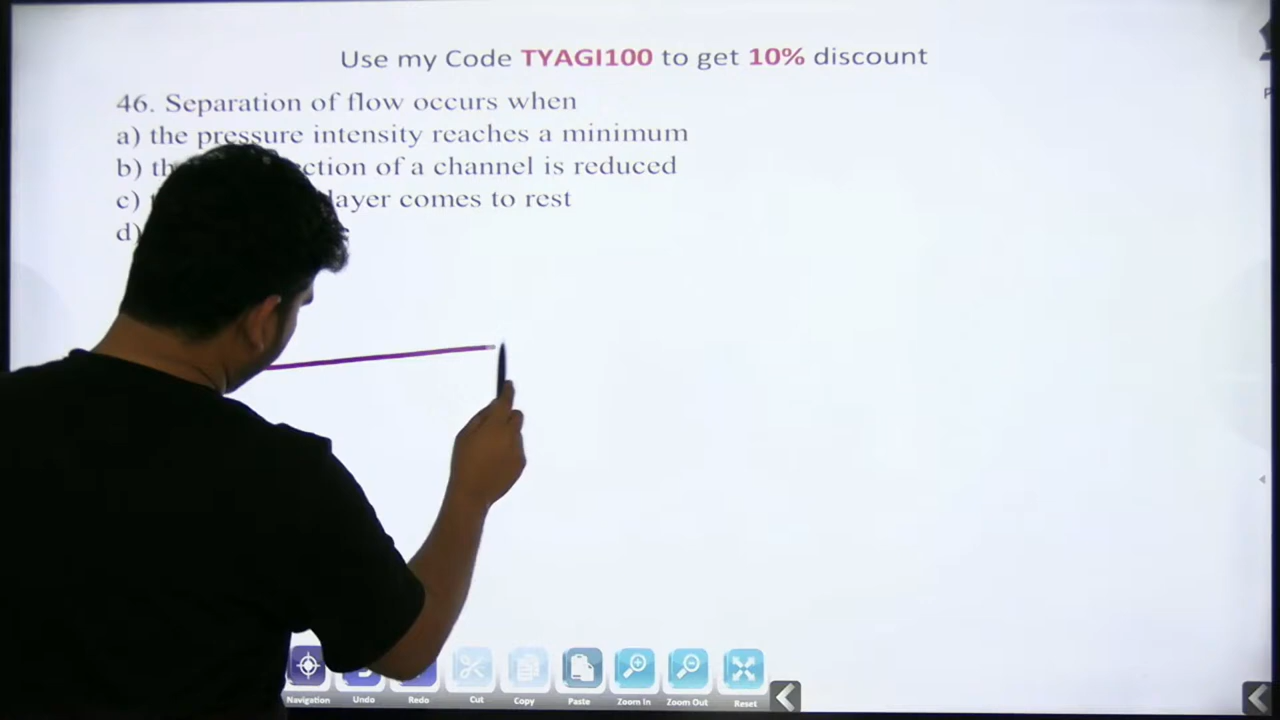 Use my Code TYAGI100 to get 10% discount
46. Separation of flow occurs when
a) the pressure intensity reaches a minimum
b) of a channel is reduced
c) layer comes to rest
d)
Navigation Undo Redo Cut Copy Paste Zoom In Zoom Out Reset